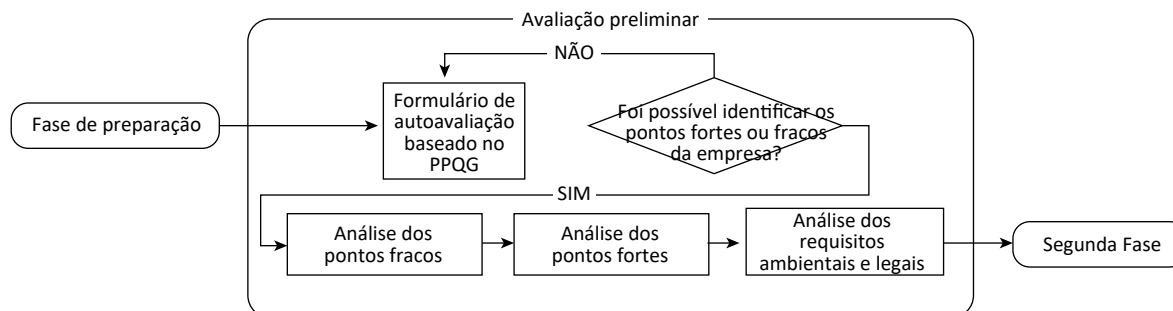 Avaliação preliminar
NÃO
Fase de preparação
Formulário de
autoavaliação
baseado no
PPQG
Foi possível identificar os
pontos fortes ou fracos
da empresa?
SIM
Análise dos
pontos fracos
Análise dos
pontos fortes
Análise dos
requisitos
ambientais e legais
Segunda Fase